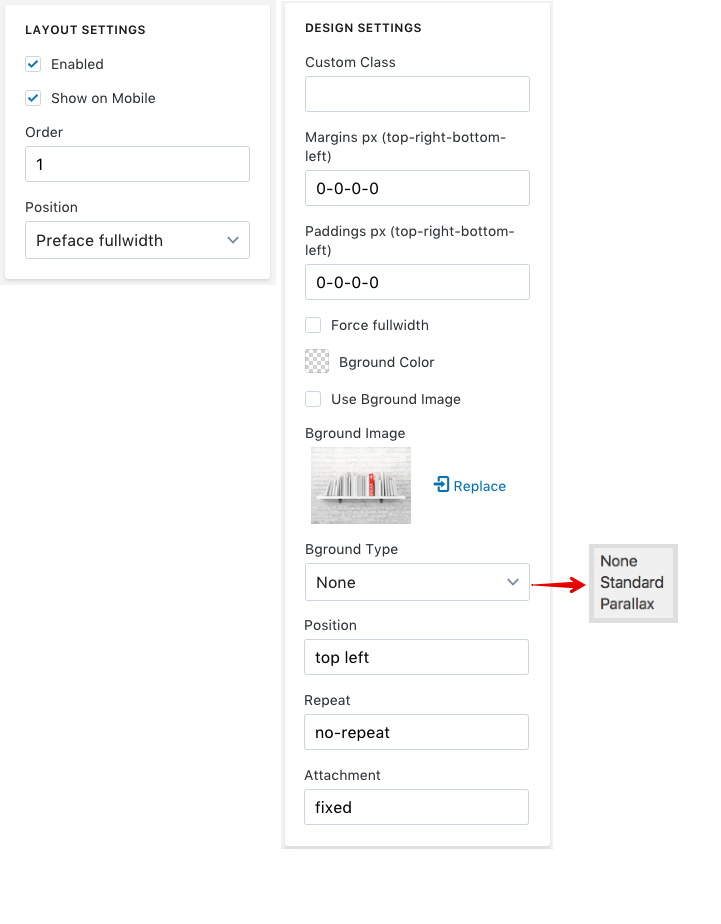 LAYOUT SETTINGS
Enabled
Show on Mobile
Order
1
Position
Preface fullwidth
DESIGN SETTINGS
Custom Class
Margins px (top-right-bottom-
left)
0-0-0-0
Paddings px (top-right-bottom-
left)
0-0-0-0
Force fullwidth
Bground Color
Use Bground Image
Bground Image
Replace
Bground Type
None
None
Standard
Parallax
Position
top left
Repeat
no-repeat
Attachment
fixed